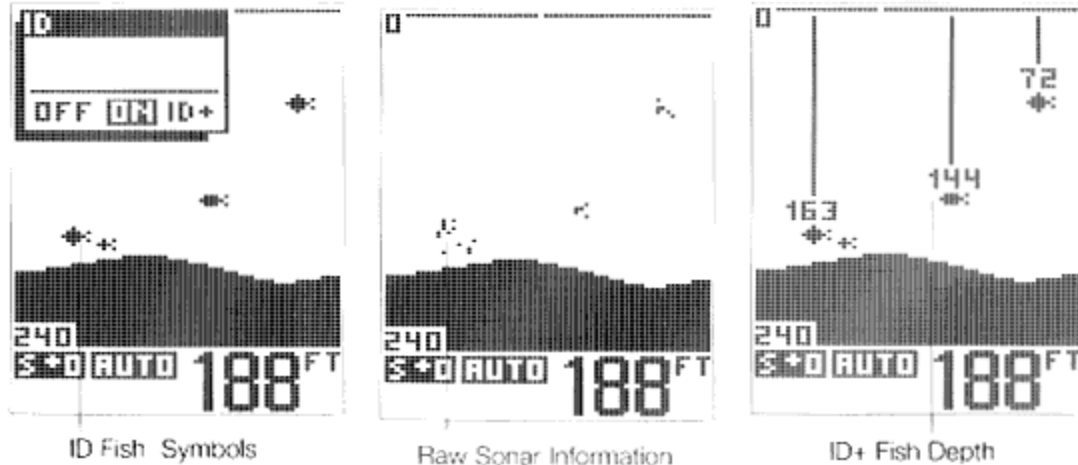 ID
OFF ON ID+
240
S*D AUTO 188 FT
ID Fish Symbols
0
240
S*D AUTO 188 FT
Raw Sonar Information
0
72
144
163
240
S*D AUTO 188 FT
ID+ Fish Depth